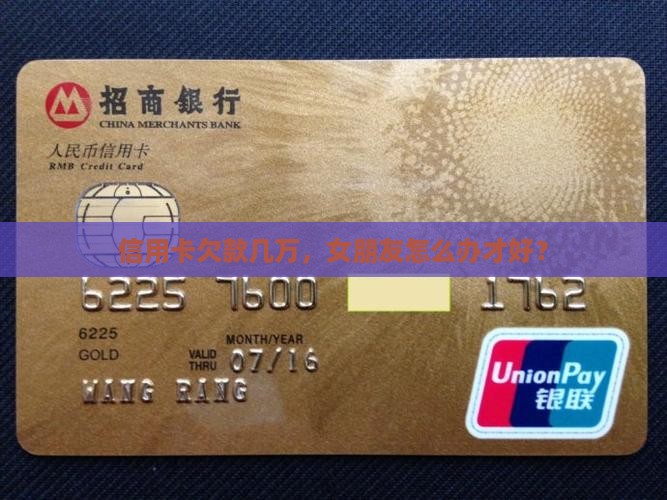 招商銀行
CHINA MERCHANTS BANK
人民币信用卡
RMB Credit Card
信用卡欠款几万，女朋友怎么办才好？
6225 7600 1762
6225
GOLD
MONTH/YEAR
VALID THRU 07/16
WANG RANG
UnionPay
银联